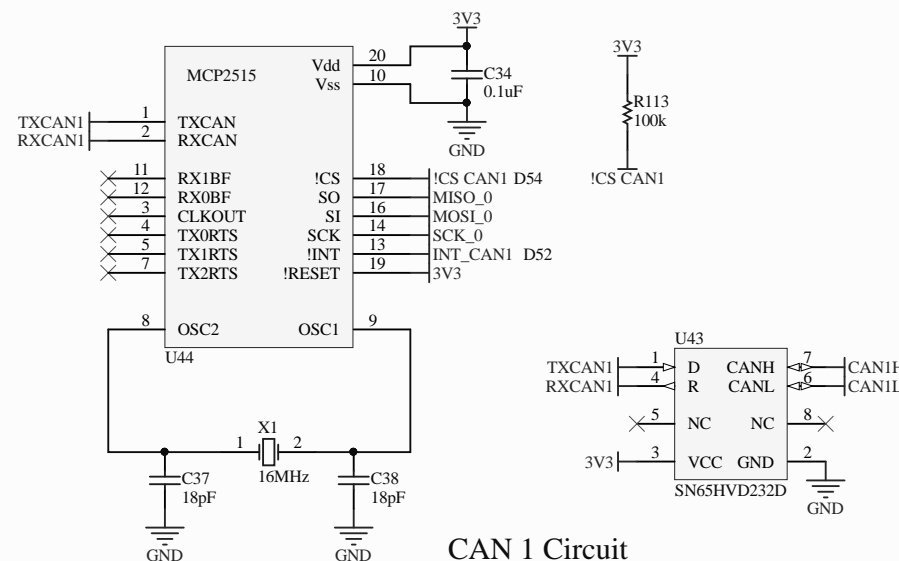 3V3
MCP2515
Vdd 20
Vss 10
C34
0.1uF
GND
3V3
R113
100k
!CS CAN1
TXCAN1 1 TXCAN
RXCAN1 2 RXCAN
11 RX1BF
12 RX0BF
3 CLKOUT
4 TX0RTS
5 TX1RTS
7 TX2RTS
!CS 18 !CS CAN1 D54
SO 17 MISO_0
SI 16 MOSI_0
SCK 14 SCK_0
!INT 13 INT_CAN1 D52
!RESET 19 3V3
8 OSC2
OSC1 9
U44
1 X1 2
16MHz
C37
18pF
GND
C38
18pF
GND
U43
TXCAN1 1 D
RXCAN1 4 R
5 NC
3V3 3 VCC
CANH 7 CAN1H
CANL 6 CAN1L
NC 8
GND 2
GND
SN65HVD232D
CAN 1 Circuit